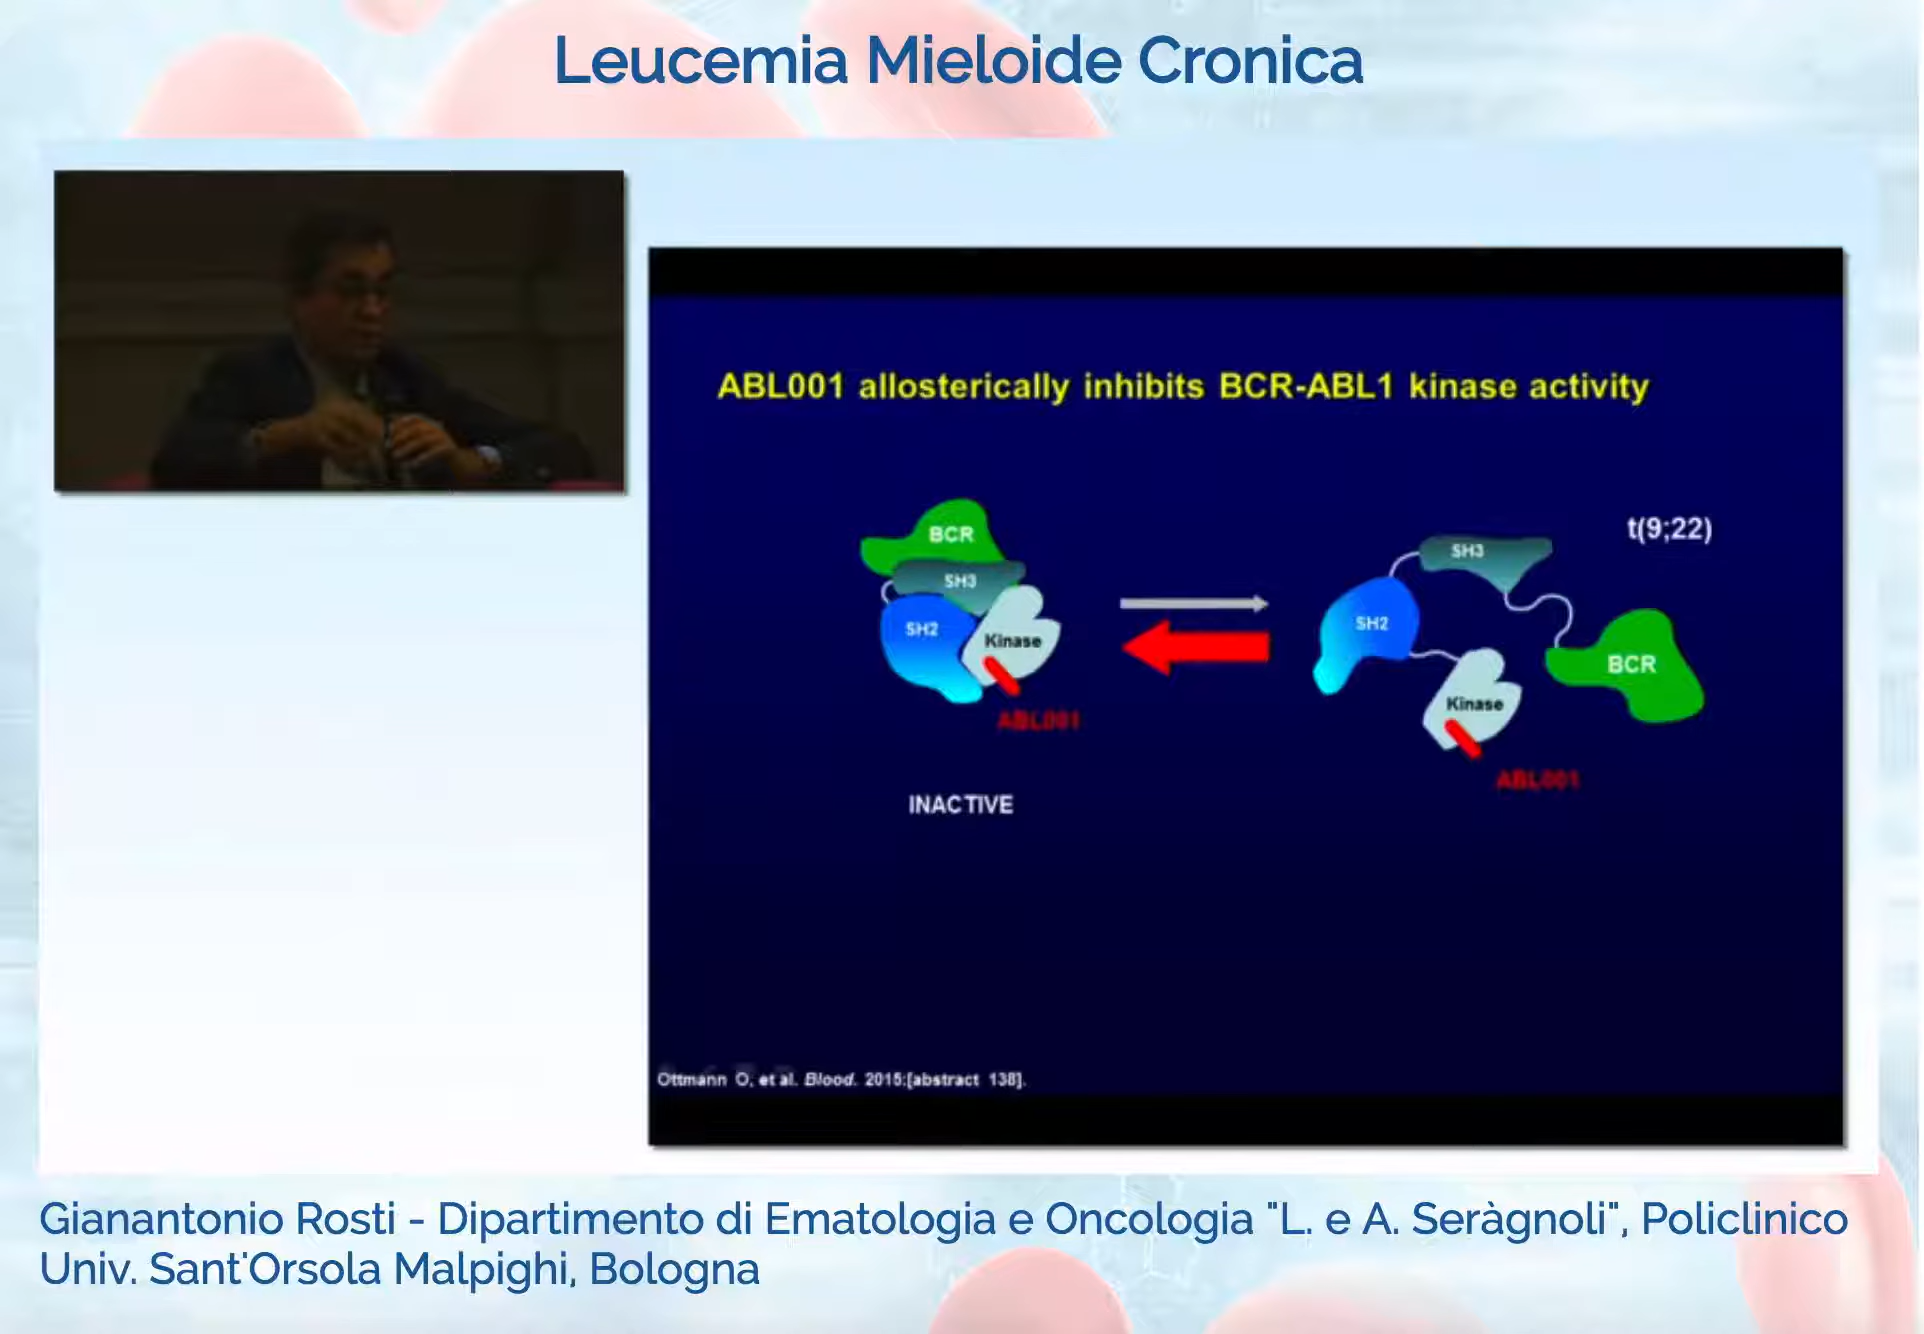 Leucemia Mieloide Cronica
ABL001 allosterically inhibits BCR-ABL1 kinase activity
t(9;22)
BCR
SH3
SH2
Kinase
ABL001
INACTIVE
SH3
SH2
BCR
Kinase
ABL001
Ottmann O, et al. Blood. 2015;[abstract 138].
Gianantonio Rosti - Dipartimento di Ematologia e Oncologia "L. e A. Seràgnoli", Policlinico
Univ. Sant'Orsola Malpighi, Bologna